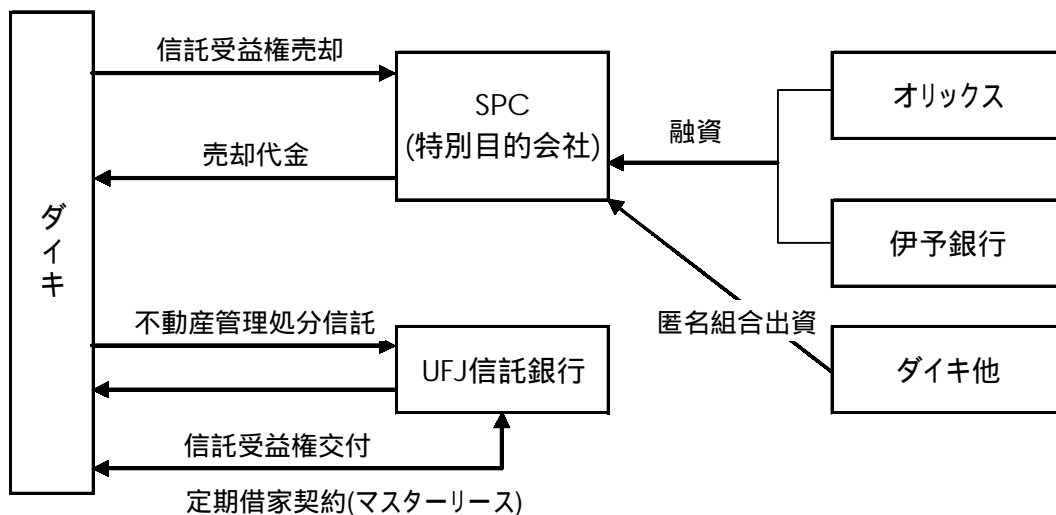 信託受益権売却
SPC
(特別目的会社)
オリックス
融資
売却代金
ダイキ
伊予銀行
不動産管理処分信託
匿名組合出資
UFJ信託銀行
ダイキ他
信託受益権交付
定期借家契約(マスターリース)